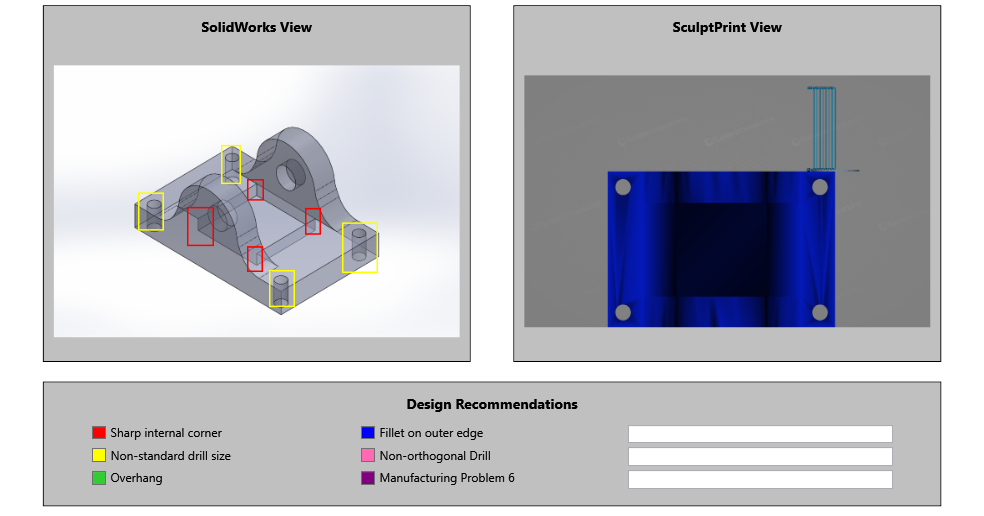 SolidWorks View
SculptPrint View
Design Recommendations
Sharp internal corner
Fillet on outer edge
Non-standard drill size
Non-orthogonal Drill
Overhang
Manufacturing Problem 6